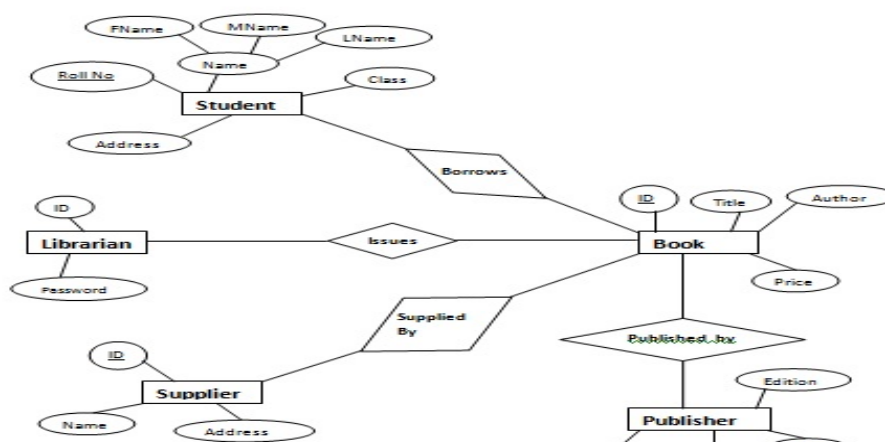 FName
MName
LName
Name
Roll No
Class
Student
Address
Borrows
ID
ID
Title
Author
Librarian
Issues
Book
Password
Price
Supplied
By
Published by
ID
Edition
Supplier
Publisher
Name
Address